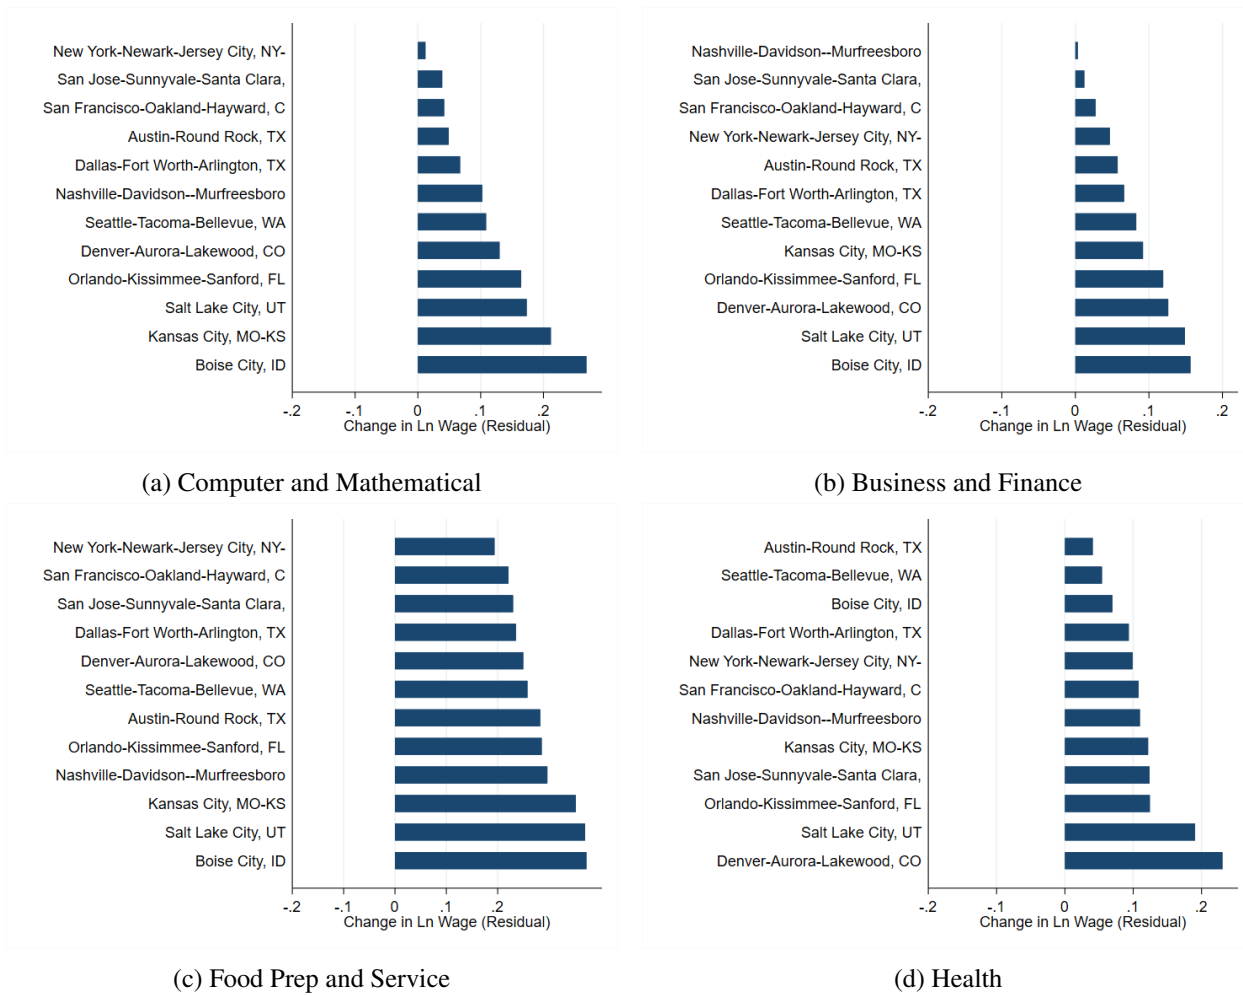 New York-Newark-Jersey City, NY-
San Jose-Sunnyvale-Santa Clara,
San Francisco-Oakland-Hayward, C
Austin-Round Rock, TX
Dallas-Fort Worth-Arlington, TX
Nashville-Davidson--Murfreesboro
Seattle-Tacoma-Bellevue, WA
Denver-Aurora-Lakewood, CO
Orlando-Kissimmee-Sanford, FL
Salt Lake City, UT
Kansas City, MO-KS
Boise City, ID
-.2 -.1 0 .1 .2
Change in Ln Wage (Residual)
(a) Computer and Mathematical
Nashville-Davidson--Murfreesboro
San Jose-Sunnyvale-Santa Clara,
San Francisco-Oakland-Hayward, C
New York-Newark-Jersey City, NY-
Austin-Round Rock, TX
Dallas-Fort Worth-Arlington, TX
Seattle-Tacoma-Bellevue, WA
Kansas City, MO-KS
Orlando-Kissimmee-Sanford, FL
Denver-Aurora-Lakewood, CO
Salt Lake City, UT
Boise City, ID
-.2 -.1 0 .1 .2
Change in Ln Wage (Residual)
(b) Business and Finance
New York-Newark-Jersey City, NY-
San Francisco-Oakland-Hayward, C
San Jose-Sunnyvale-Santa Clara,
Dallas-Fort Worth-Arlington, TX
Denver-Aurora-Lakewood, CO
Seattle-Tacoma-Bellevue, WA
Austin-Round Rock, TX
Orlando-Kissimmee-Sanford, FL
Nashville-Davidson--Murfreesboro
Kansas City, MO-KS
Salt Lake City, UT
Boise City, ID
-.2 -.1 0 .1 .2
Change in Ln Wage (Residual)
(c) Food Prep and Service
Austin-Round Rock, TX
Seattle-Tacoma-Bellevue, WA
Boise City, ID
Dallas-Fort Worth-Arlington, TX
New York-Newark-Jersey City, NY-
San Francisco-Oakland-Hayward, C
Nashville-Davidson--Murfreesboro
Kansas City, MO-KS
San Jose-Sunnyvale-Santa Clara,
Orlando-Kissimmee-Sanford, FL
Salt Lake City, UT
Denver-Aurora-Lakewood, CO
-.2 -.1 0 .1 .2
Change in Ln Wage (Residual)
(d) Health